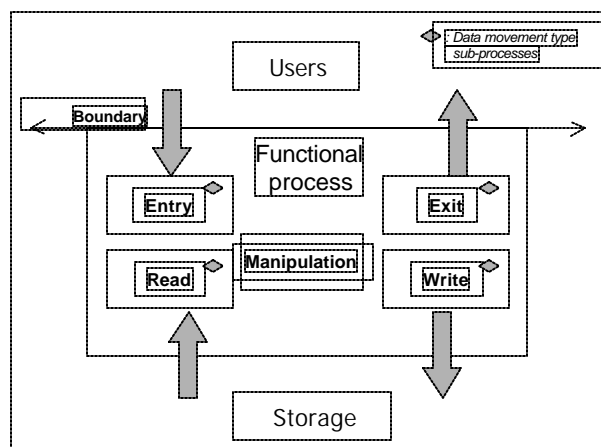 : Data movement type
sub-processes
Users
Boundary
Functional
process
Entry
Exit
Manipulation
Read
Write
Storage